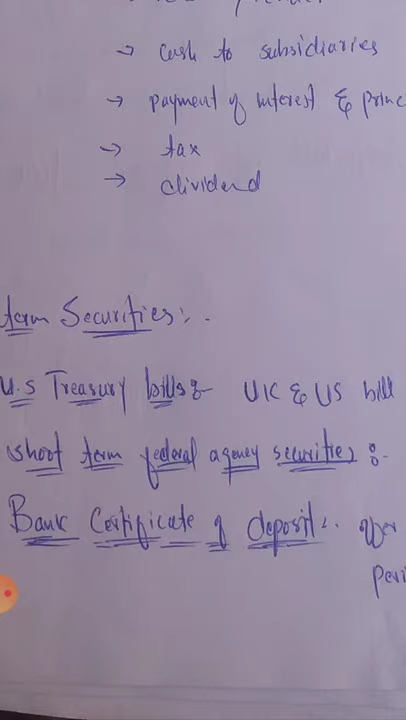 → Cash to subsidiaries
→ payment of interest & princ
→ tax
→ dividend
term Securities:-
U.S Treasury bills:- UK & US bill
short term federal agency securities :-
Bank Certificate of deposit:-